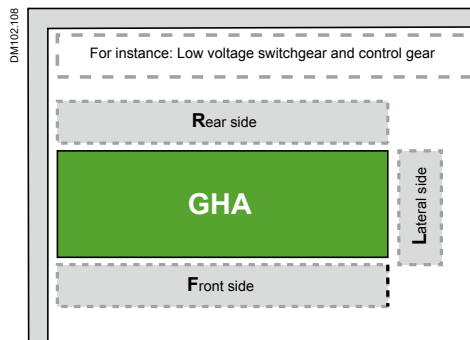 DM102.108
For instance: Low voltage switchgear and control gear
Rear side
GHA
Lateral side
Front side